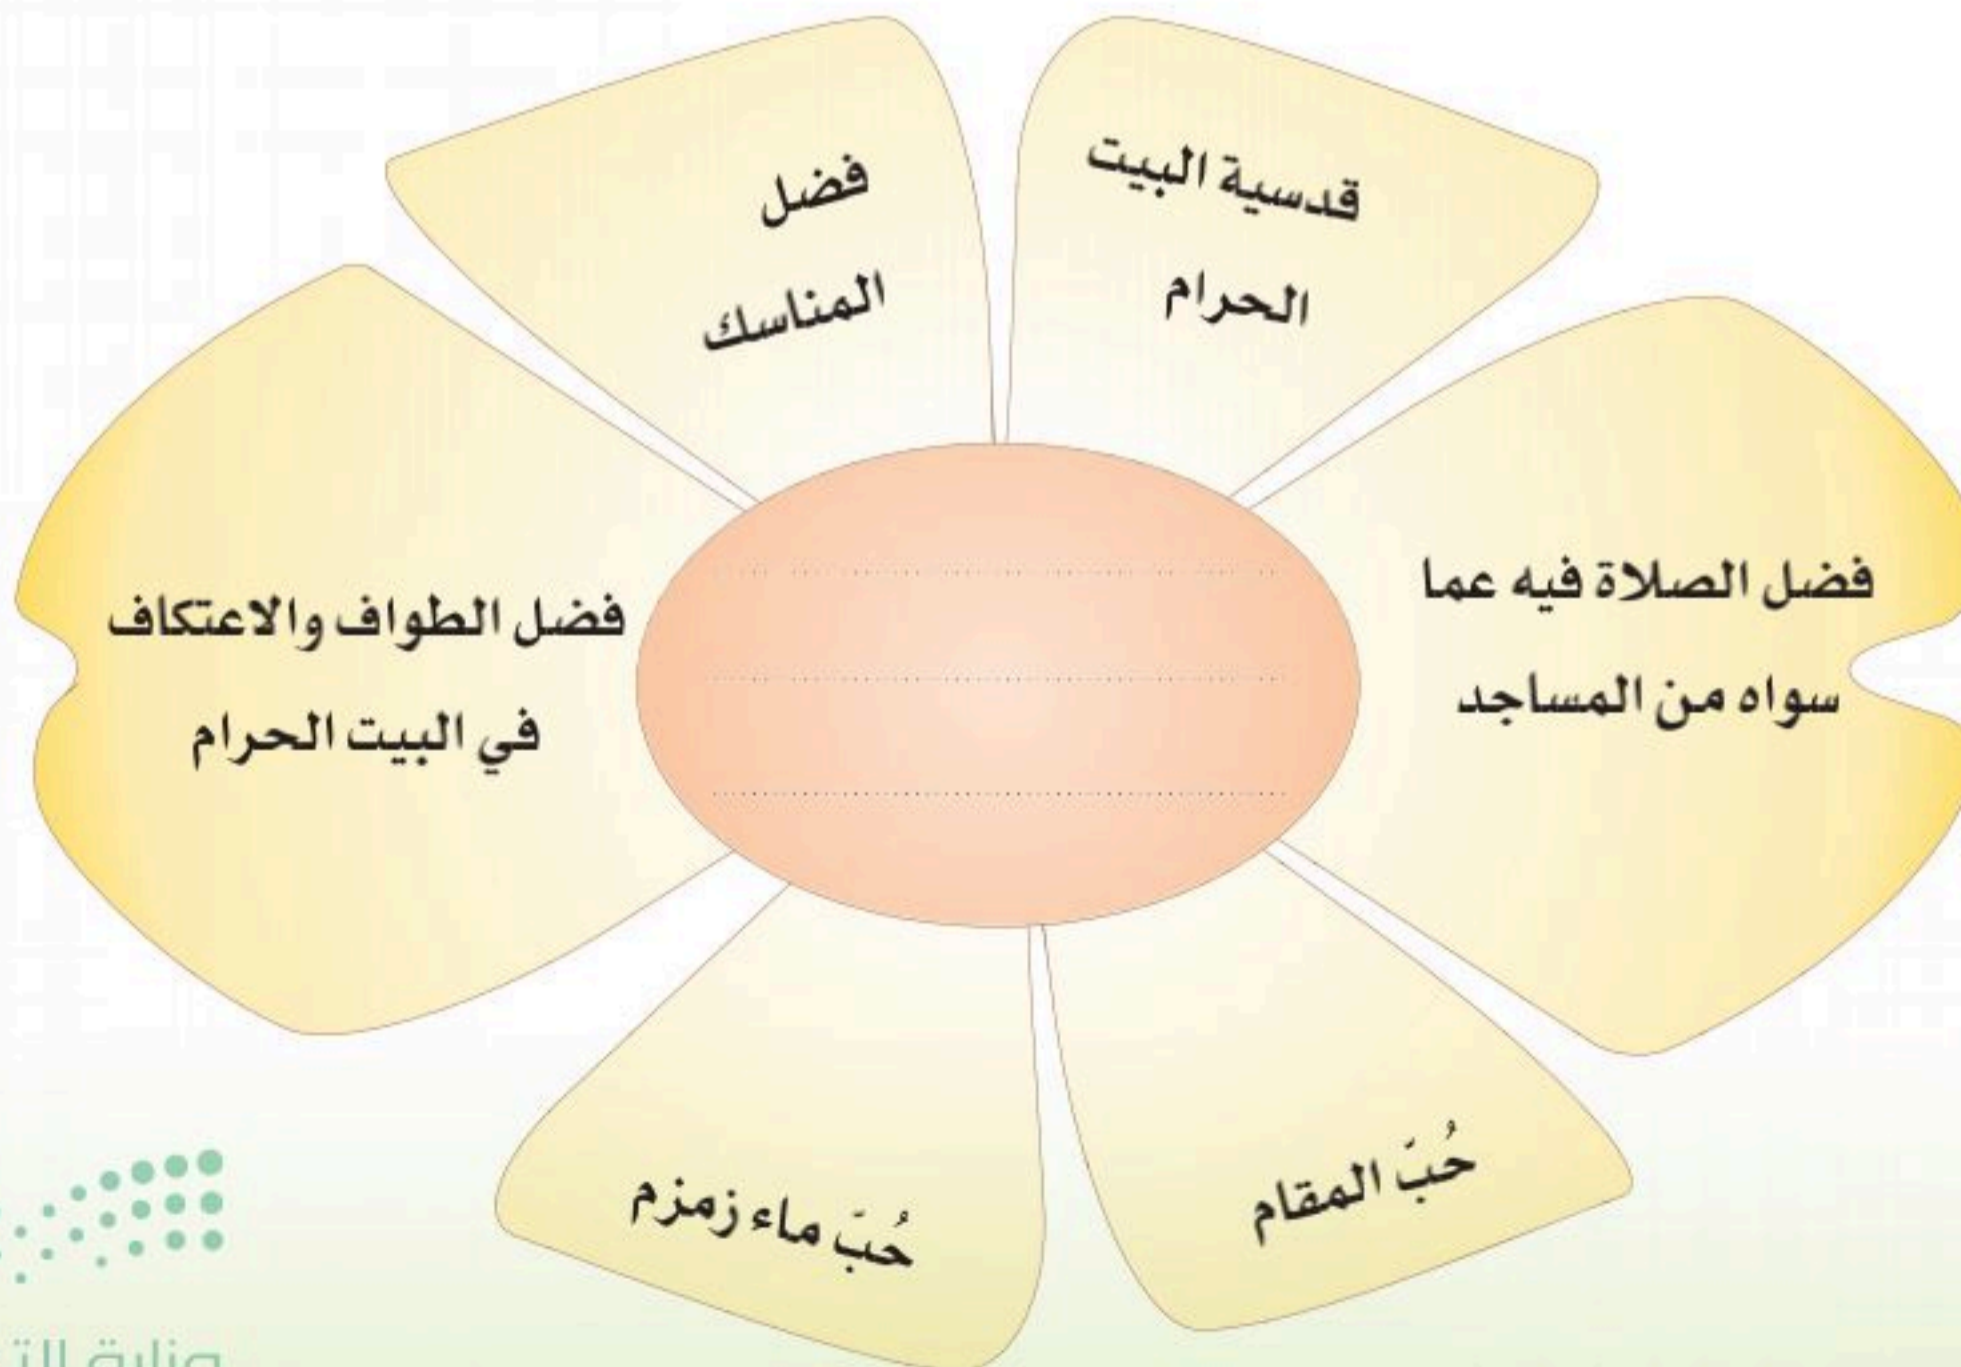 قدسية البيت
الحرام
فضل
المناسك
فضل الصلاة فيه عما
سواه من المساجد
فضل الطواف والاعتكاف
في البيت الحرام
حُبّ المقام
حُبّ ماء زمزم